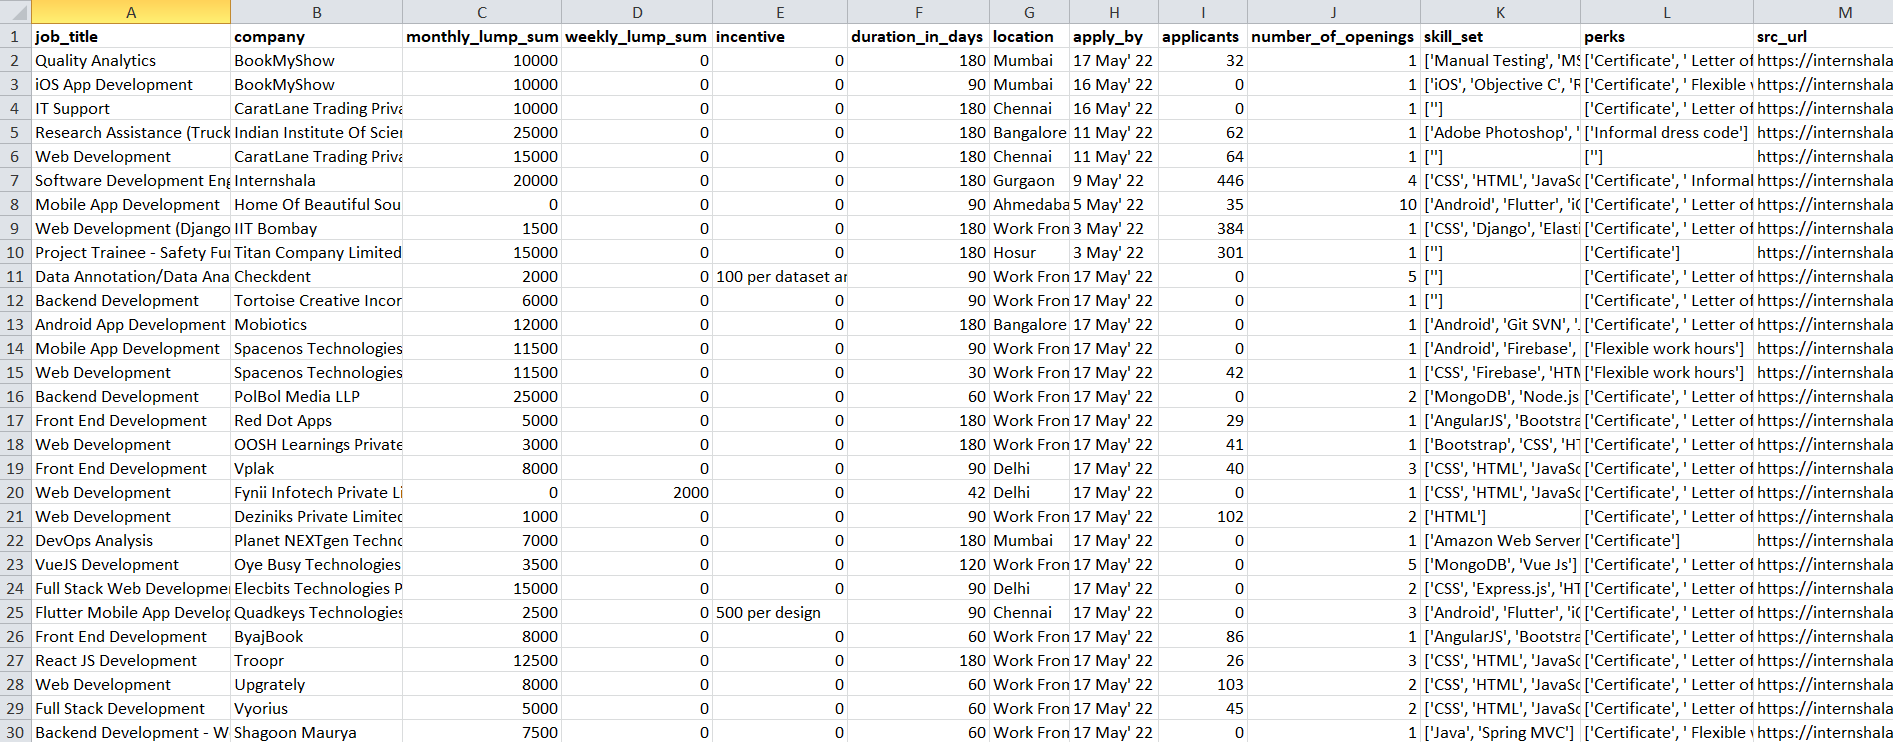 A B C D E F G H I J K L M
1 job_title company monthly_lump_sum weekly_lump_sum incentive duration_in_days location apply_by applicants number_of_openings skill_set perks src_url
2 Quality Analytics BookMyShow 10000 0 0 180 Mumbai 17 May' 22 32 1 ['Manual Testing', 'MS ['Certificate', ' Letter of https://internshala
3 iOS App Development BookMyShow 10000 0 0 90 Mumbai 16 May' 22 0 1 ['iOS', 'Objective C', 'R ['Certificate', ' Flexible https://internshala
4 IT Support CaratLane Trading Priva 10000 0 0 180 Chennai 16 May' 22 0 1 [''] ['Certificate', ' Letter of https://internshala
5 Research Assistance (Truck Indian Institute Of Scien 25000 0 0 180 Bangalore 11 May' 22 62 1 ['Adobe Photoshop', ' ['Informal dress code'] https://internshala
6 Web Development CaratLane Trading Priva 15000 0 0 180 Chennai 11 May' 22 64 1 [''] [''] https://internshala
7 Software Development Eng Internshala 20000 0 0 180 Gurgaon 9 May' 22 446 4 ['CSS', 'HTML', 'JavaSc ['Certificate', ' Informal https://internshala
8 Mobile App Development Home Of Beautiful Sou 0 0 0 90 Ahmedaba 5 May' 22 35 10 ['Android', 'Flutter', 'iO ['Certificate', ' Letter of https://internshala
9 Web Development (Django IIT Bombay 1500 0 0 180 Work From 3 May' 22 384 1 ['CSS', 'Django', 'Elasti ['Certificate', ' Letter of https://internshala
10 Project Trainee - Safety Fun Titan Company Limited 15000 0 0 180 Hosur 3 May' 22 301 1 [''] ['Certificate'] https://internshala
11 Data Annotation/Data Ana Checkdent 2000 0 100 per dataset an 90 Work From 17 May' 22 0 5 [''] ['Certificate', ' Letter of https://internshala
12 Backend Development Tortoise Creative Incor 6000 0 0 90 Work From 17 May' 22 0 1 [''] ['Certificate', ' Letter of https://internshala
13 Android App Development Mobiotics 12000 0 0 180 Bangalore 17 May' 22 0 1 ['Android', 'Git SVN', ' ['Certificate', ' Letter of https://internshala
14 Mobile App Development Spacenos Technologies 11500 0 0 90 Work From 17 May' 22 0 1 ['Android', 'Firebase', ['Flexible work hours'] https://internshala
15 Web Development Spacenos Technologies 11500 0 0 30 Work From 17 May' 22 42 1 ['CSS', 'Firebase', 'HTM ['Flexible work hours'] https://internshala
16 Backend Development PolBol Media LLP 25000 0 0 60 Work From 17 May' 22 0 2 ['MongoDB', 'Node.js ['Certificate', ' Letter of https://internshala
17 Front End Development Red Dot Apps 5000 0 0 180 Work From 17 May' 22 29 1 ['AngularJS', 'Bootstra ['Certificate', ' Letter of https://internshala
18 Web Development OOSH Learnings Private 3000 0 0 180 Work From 17 May' 22 41 1 ['Bootstrap', 'CSS', 'HT ['Certificate', ' Letter of https://internshala
19 Front End Development Vplak 8000 0 0 90 Delhi 17 May' 22 40 3 ['CSS', 'HTML', 'JavaSc ['Certificate', ' Letter of https://internshala
20 Web Development Fynii Infotech Private Li 0 2000 0 42 Delhi 17 May' 22 0 1 ['CSS', 'HTML', 'JavaSc ['Certificate', ' Letter of https://internshala
21 Web Development Deziniks Private Limited 1000 0 0 90 Work From 17 May' 22 102 2 ['HTML'] ['Certificate', ' Letter of https://internshala
22 DevOps Analysis Planet NEXTgen Techno 7000 0 0 180 Mumbai 17 May' 22 0 1 ['Amazon Web Server ['Certificate'] https://internshala
23 VueJS Development Oye Busy Technologies 3500 0 0 120 Work From 17 May' 22 0 5 ['MongoDB', 'Vue Js'] ['Certificate', ' Letter of https://internshala
24 Full Stack Web Developme Elecbits Technologies P 15000 0 0 90 Delhi 17 May' 22 0 2 ['CSS', 'Express.js', 'HT ['Certificate', ' Letter of https://internshala
25 Flutter Mobile App Develop Quadkeys Technologies 2500 0 500 per design 90 Chennai 17 May' 22 0 3 ['Android', 'Flutter', 'iO ['Certificate', ' Letter of https://internshala
26 Front End Development ByajBook 8000 0 0 60 Work From 17 May' 22 86 1 ['AngularJS', 'Bootstra ['Certificate', ' Letter of https://internshala
27 React JS Development Troopr 12500 0 0 180 Work From 17 May' 22 26 3 ['CSS', 'HTML', 'JavaSc ['Certificate', ' Letter of https://internshala
28 Web Development Upgrately 8000 0 0 60 Work From 17 May' 22 103 2 ['CSS', 'HTML', 'JavaSc ['Certificate', ' Letter of https://internshala
29 Full Stack Development Vyorius 5000 0 0 60 Work From 17 May' 22 45 2 ['CSS', 'HTML', 'JavaSc ['Certificate', ' Letter of https://internshala
30 Backend Development - W Shagoon Maurya 7500 0 0 60 Work From 17 May' 22 0 1 ['Java', 'Spring MVC'] ['Certificate', ' Flexible https://internshala